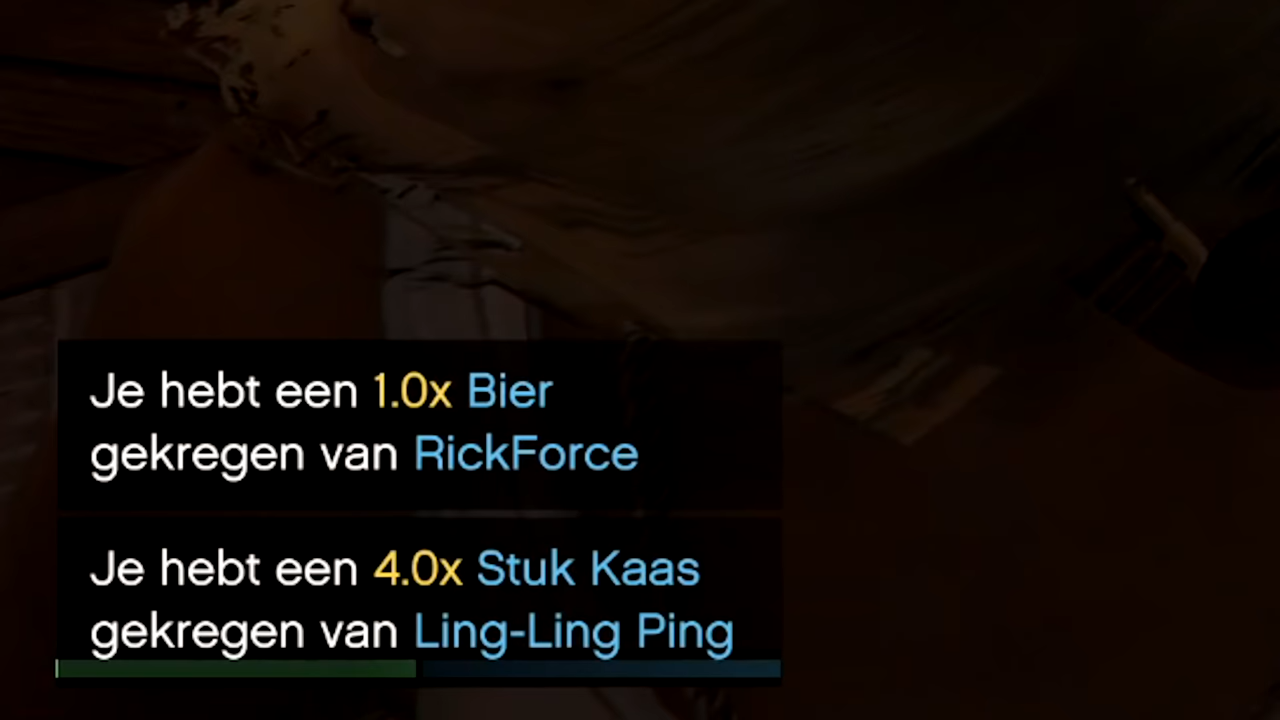 Je hebt een 1.0x Bier
gekregen van RickForce
Je hebt een 4.0x Stuk Kaas
gekregen van Ling-Ling Ping